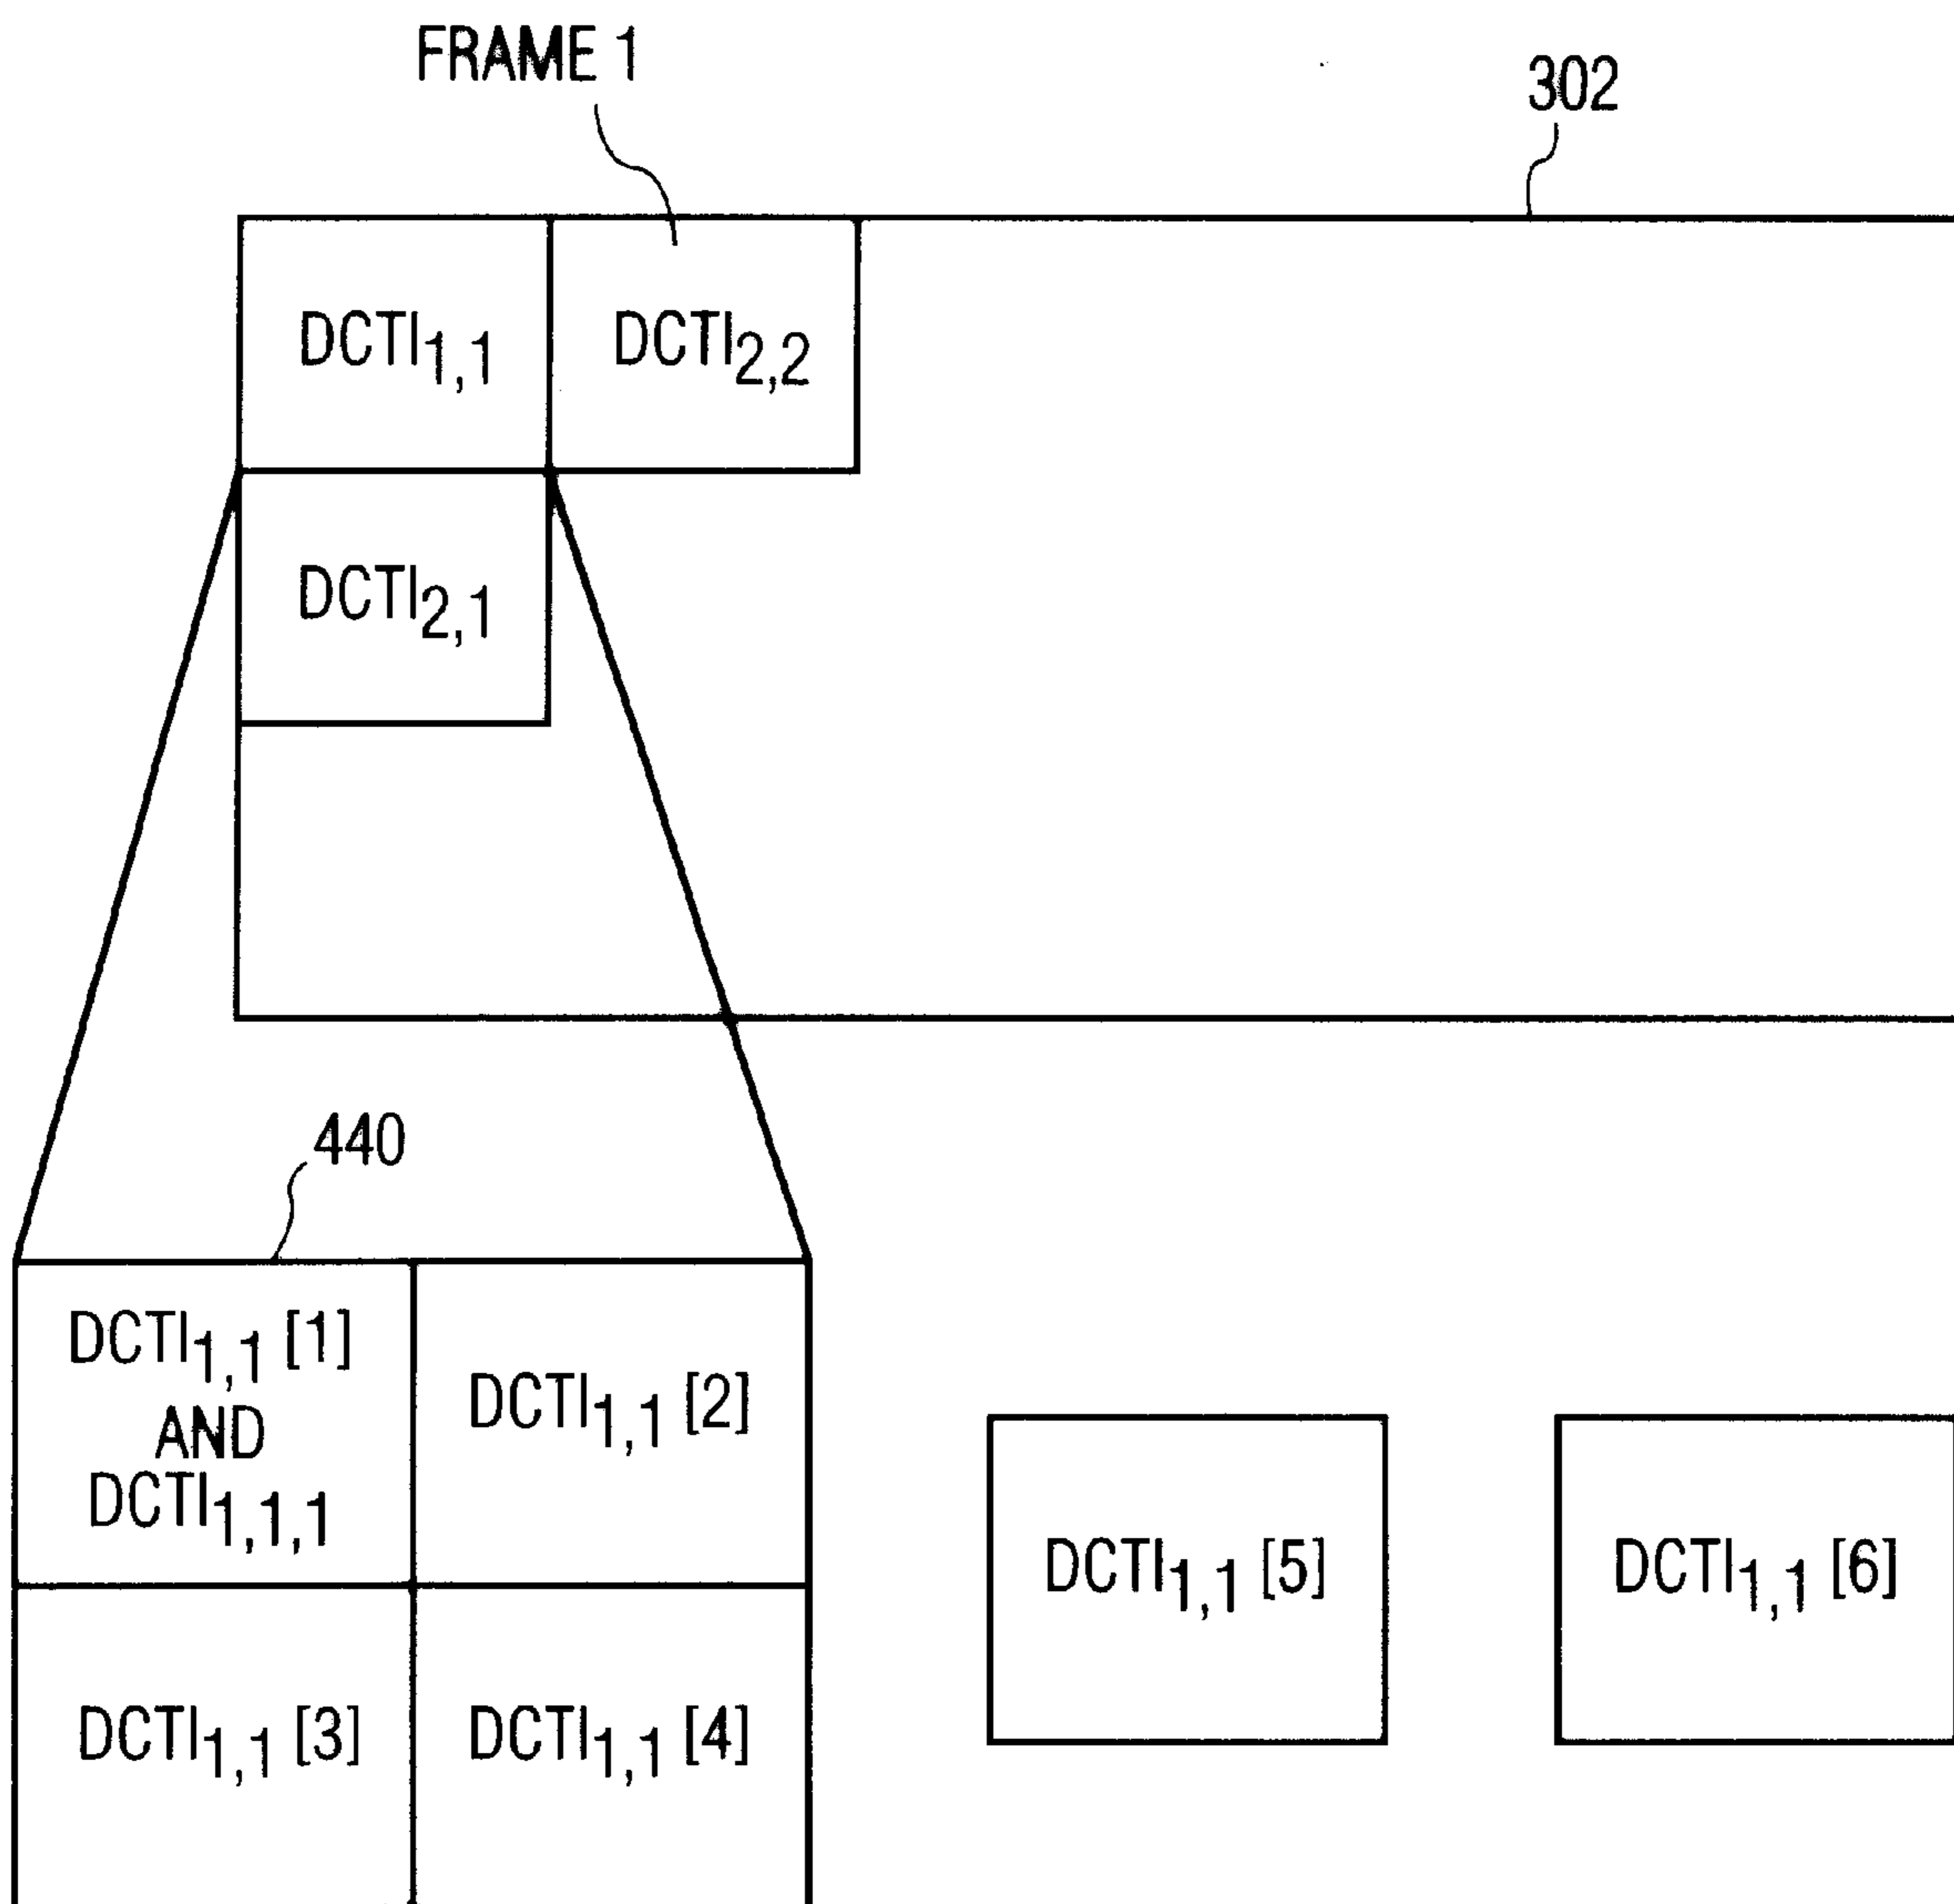 FRAME 1
302
DCTI1,1
DCTI2,2
DCTI2,1
440
DCTI1,1 [1]
AND
DCTI1,1,1
DCTI1,1 [2]
DCTI1,1 [3]
DCTI1,1 [4]
DCTI1,1 [5]
DCTI1,1 [6]